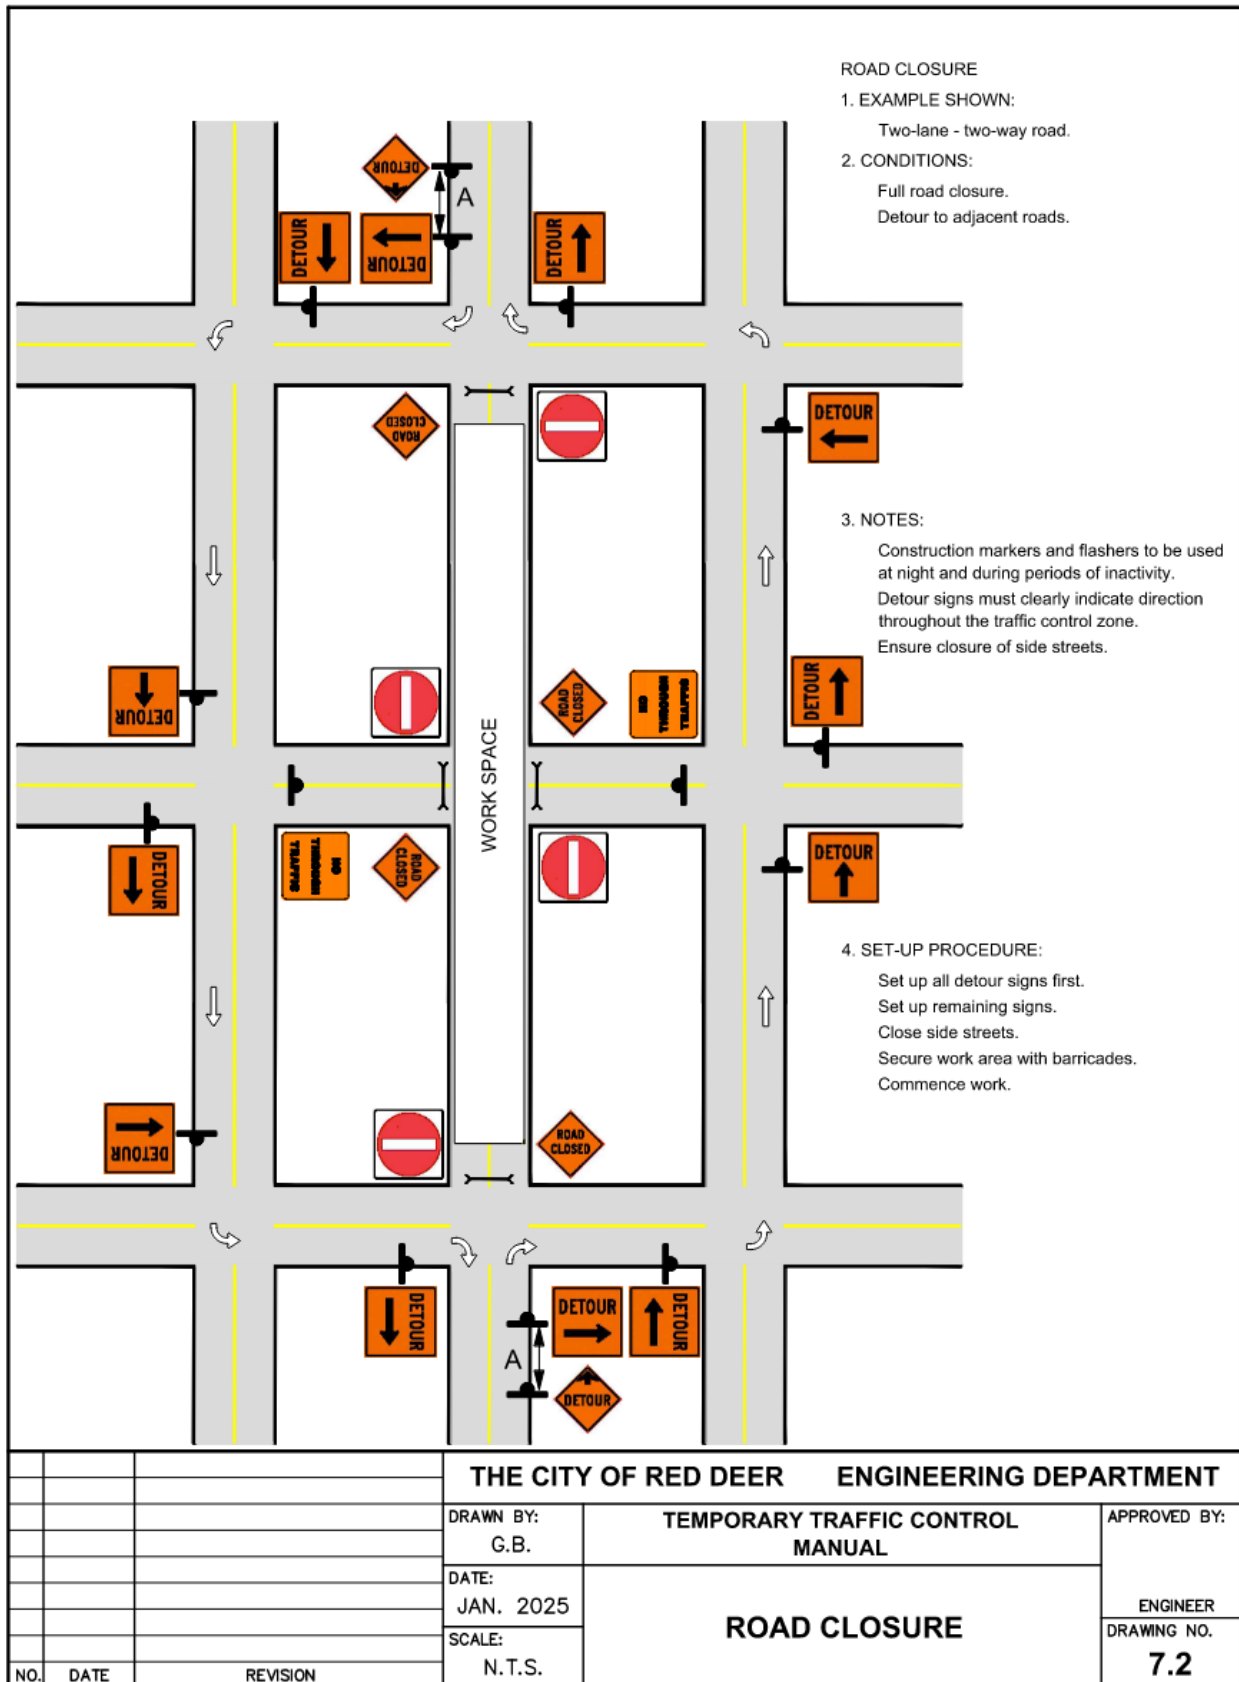 ROAD CLOSURE
1. EXAMPLE SHOWN:
Two-lane - two-way road.
2. CONDITIONS:
Full road closure.
Detour to adjacent roads.
DETOUR
A
DETOUR
DETOUR
DETOUR
ROAD
CLOSED
DETOUR
3. NOTES:
Construction markers and flashers to be used
at night and during periods of inactivity.
Detour signs must clearly indicate direction
throughout the traffic control zone.
Ensure closure of side streets.
DETOUR
ROAD
CLOSED
NO
THROUGH
TRAFFIC
DETOUR
WORK SPACE
DETOUR
NO
THROUGH
TRAFFIC
ROAD
CLOSED
DETOUR
4. SET-UP PROCEDURE:
Set up all detour signs first.
Set up remaining signs.
Close side streets.
Secure work area with barricades.
Commence work.
DETOUR
ROAD
CLOSED
DETOUR
DETOUR
DETOUR
A
DETOUR
THE CITY OF RED DEER ENGINEERING DEPARTMENT
DRAWN BY:
G.B.
TEMPORARY TRAFFIC CONTROL
MANUAL
APPROVED BY:
ENGINEER
DATE:
JAN. 2025
ROAD CLOSURE
SCALE:
N.T.S.
DRAWING NO.
7.2
NO. DATE REVISION